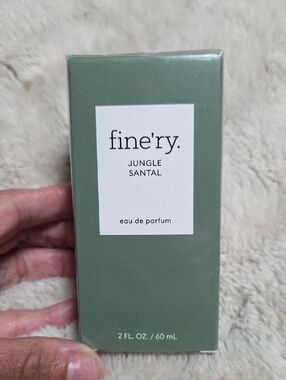 fine'ry.
JUNGLE
SANTAL
eau de parfum
2 FL. OZ. / 60 mL